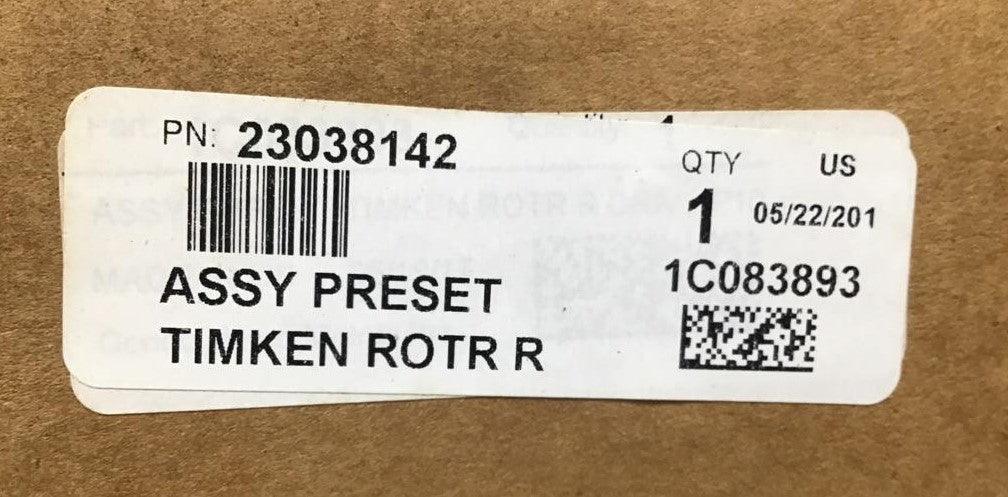 PN: 23038142
QTY US
1 05/22/201
1C083893
ASSY PRESET
TIMKEN ROTR R